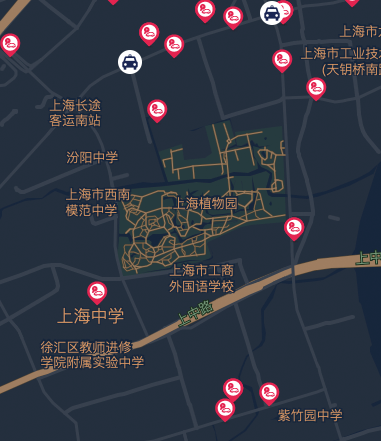 上海市
上海市工业技
(天钥桥南路
上海长途
客运南站
汾阳中学
上海市西南
模范中学
上海植物园
上中
上海市工商
外国语学校
上中路
上海中学
徐汇区教师进修
学院附属实验中学
紫竹园中学